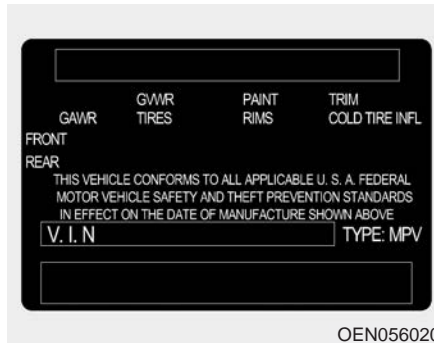 GVWR PAINT TRIM
GAWR TIRES RIMS COLD TIRE INFL
FRONT
REAR
THIS VEHICLE CONFORMS TO ALL APPLICABLE U. S. A. FEDERAL
MOTOR VEHICLE SAFETY AND THEFT PREVENTION STANDARDS
IN EFFECT ON THE DATE OF MANUFACTURE SHOWN ABOVE
V. I. N TYPE: MPV
OEN056020